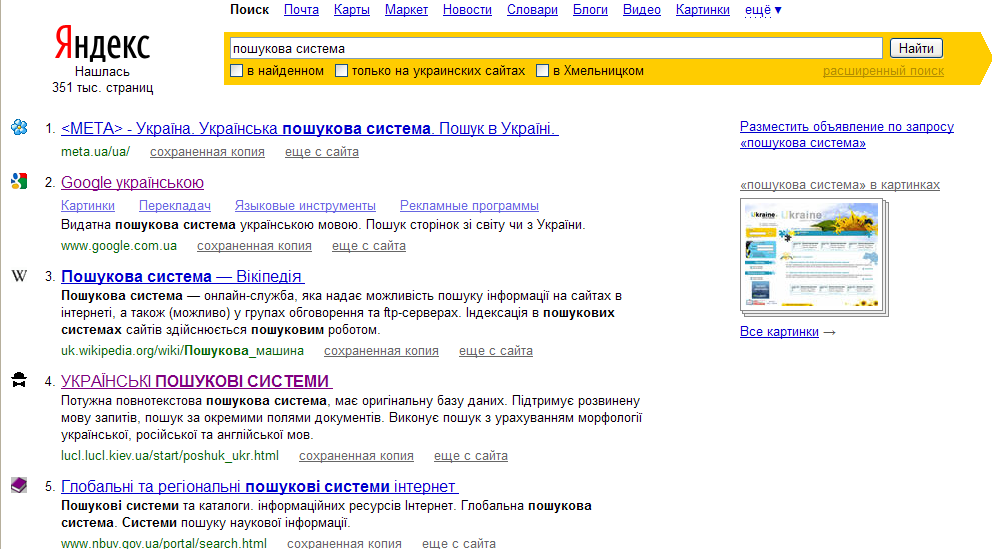 Поиск Почта Карты Маркет Новости Словари Блоги Видео Картинки ещё ▼
Яндекс
пошукова система Найти
Нашлась
351 тыс. страниц
в найденном только на украинских сайтах в Хмельницком расширенный поиск
1. <META> - Україна. Українська пошукова система. Пошук в Україні.
meta.ua/ua/ сохраненная копия еще с сайта
2. Google українською
Картинки Перекладач Языковые инструменты Рекламные программы
Видатна пошукова система українською мовою. Пошук сторінок зі світу чи з України.
www.google.com.ua сохраненная копия еще с сайта
3. Пошукова система — Вікіпедія
Пошукова система — онлайн-служба, яка надає можливість пошуку інформації на сайтах в
інтернеті, а також (можливо) у групах обговорення та ftp-серверах. Індексація в пошукових
системах сайтів здійснюється пошуковим роботом.
uk.wikipedia.org/wiki/Пошукова_машина сохраненная копия еще с сайта
4. УКРАЇНСЬКІ ПОШУКОВІ СИСТЕМИ
Потужна повнотекстова пошукова система, має оригінальну базу даних. Підтримує розвинену
мову запитів, пошук за окремими полями документів. Виконує пошук з урахуванням морфології
української, російської та англійської мов.
lucl.lucl.kiev.ua/start/poshuk_ukr.html сохраненная копия еще с сайта
5. Глобальні та регіональні пошукові системи інтернет
Пошукові системи та каталоги. інформаційних ресурсів Інтернет. Глобальна пошукова
система. Системи пошуку наукової інформації.
www.nbuv.gov.ua/portal/search.html сохраненная копия еще с сайта
Разместить объявление по запросу
«пошукова система»
«пошукова система» в картинках
Ukraine Ukraine
Все картинки →